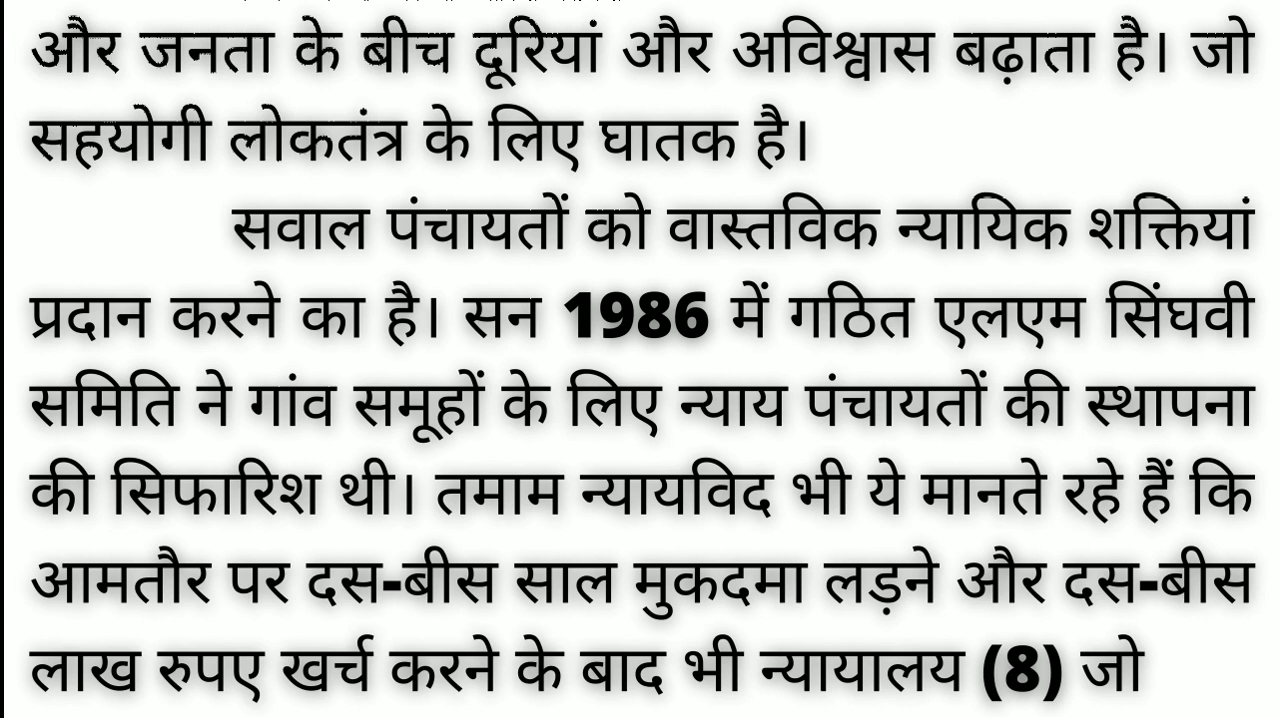 और जनता के बीच दूरियां और अविश्वास बढ़ाता है। जो
सहयोगी लोकतंत्र के लिए घातक है।
सवाल पंचायतों को वास्तविक न्यायिक शक्तियां
प्रदान करने का है। सन 1986 में गठित एलएम सिंघवी
समिति ने गांव समूहों के लिए न्याय पंचायतों की स्थापना
की सिफारिश थी। तमाम न्यायविद भी ये मानते रहे हैं कि
आमतौर पर दस-बीस साल मुकदमा लड़ने और दस-बीस
लाख रुपए खर्च करने के बाद भी न्यायालय (8) जो